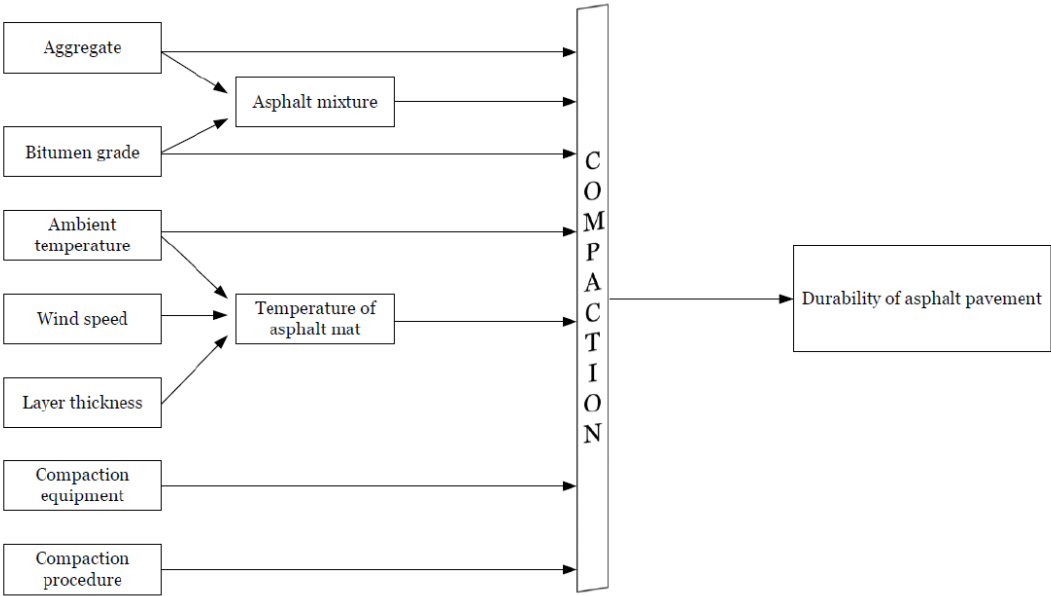 Aggregate
Asphalt mixture
Bitumen grade
Ambient
temperature
Wind speed
Temperature of
asphalt mat
Layer thickness
Compaction
equipment
Compaction
procedure
COMPACTION
Durability of asphalt pavement